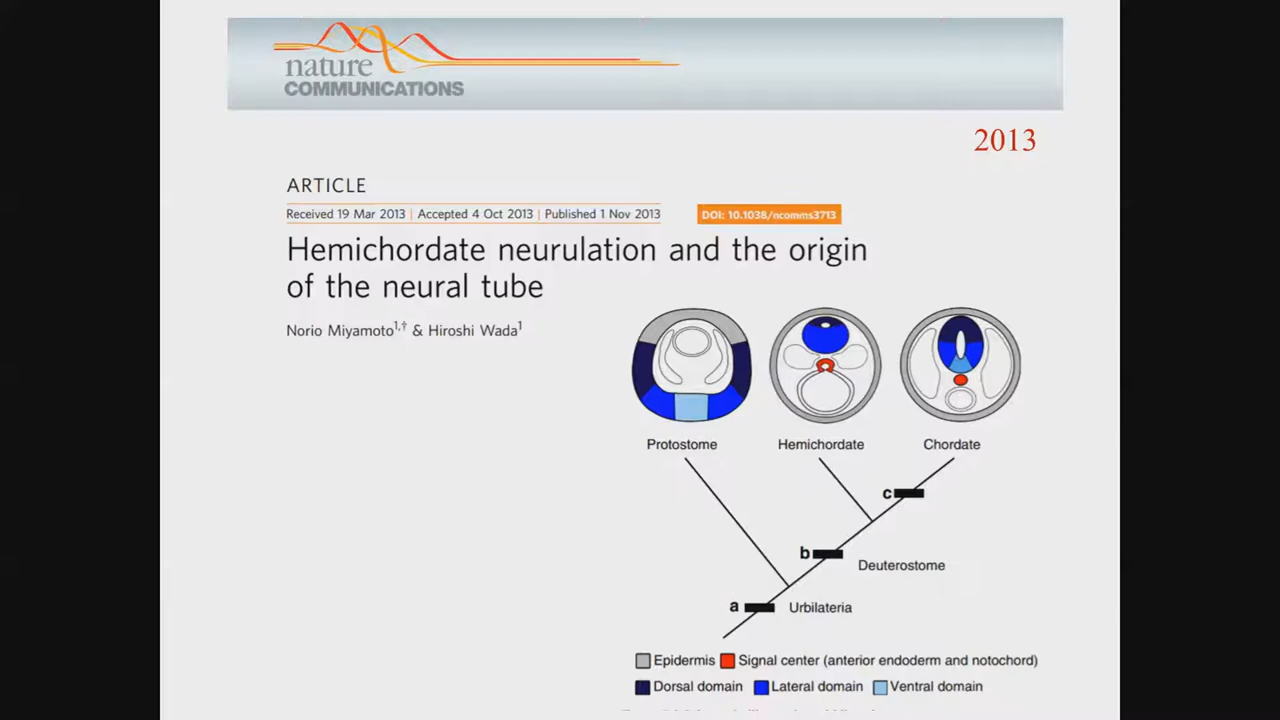 nature
COMMUNICATIONS
2013
ARTICLE
Received 19 Mar 2013 | Accepted 4 Oct 2013 | Published 1 Nov 2013
DOI: 10.1038/ncomms3713
Hemichordate neurulation and the origin
of the neural tube
Norio Miyamoto1,† & Hiroshi Wada1
Protostome Hemichordate Chordate
c
b
Deuterostome
a
Urbilateria
Epidermis Signal center (anterior endoderm and notochord)
Dorsal domain Lateral domain Ventral domain